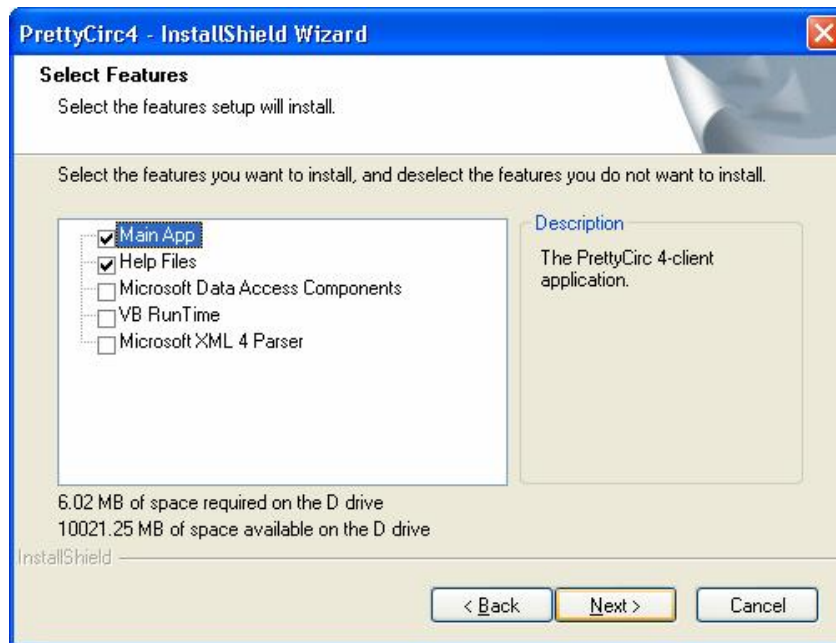 PrettyCirc4 - InstallShield Wizard
Select Features
Select the features setup will install.
Select the features you want to install, and deselect the features you do not want to install.
Main App
Help Files
Microsoft Data Access Components
VB RunTime
Microsoft XML 4 Parser
Description
The PrettyCirc 4-client
application.
6.02 MB of space required on the D drive
10021.25 MB of space available on the D drive
InstallShield
< Back
Next >
Cancel